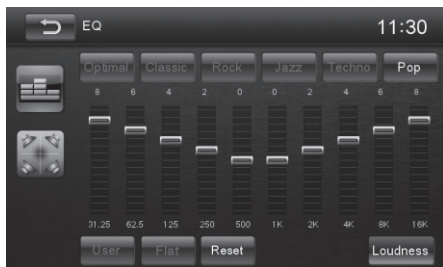 EQ 11:30
Optimal Classic Rock Jazz Techno Pop
8 6 4 2 0 0 2 4 6 8
31.25 62.5 125 250 500 1K 2K 4K 8K 16K
User Flat Reset Loudness